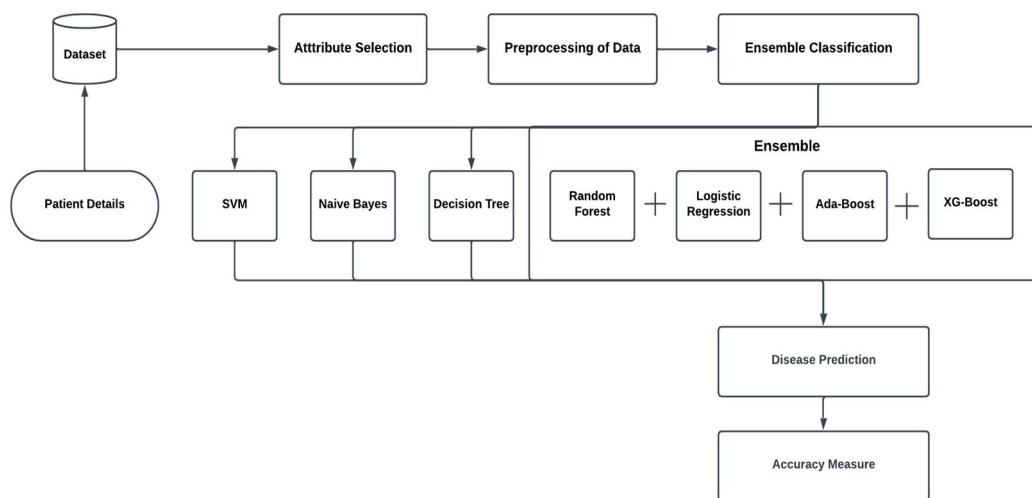 Dataset
Atttribute Selection
Preprocessing of Data
Ensemble Classification
Ensemble
Patient Details
SVM
Naive Bayes
Decision Tree
Random
Forest
Logistic
Regression
Ada-Boost
XG-Boost
Disease Prediction
Accuracy Measure